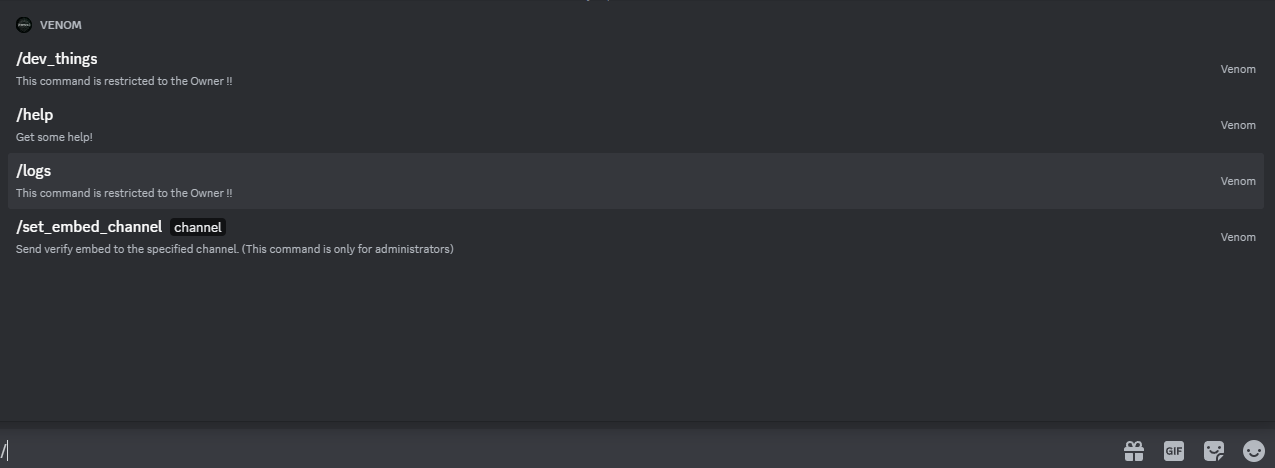 VENOM
/dev_things
This command is restricted to the Owner !!
Venom
/help
Get some help!
Venom
/logs
This command is restricted to the Owner !!
Venom
/set_embed_channel channel
Send verify embed to the specified channel. (This command is only for administrators)
Venom
/
GIF